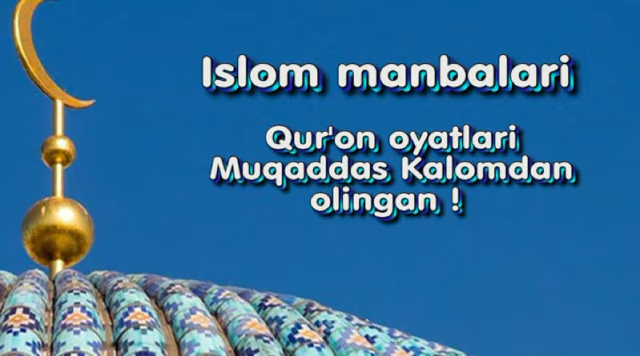 Islom manbalari
Qur'on oyatlari
Muqaddas Kalomdan
olingan !